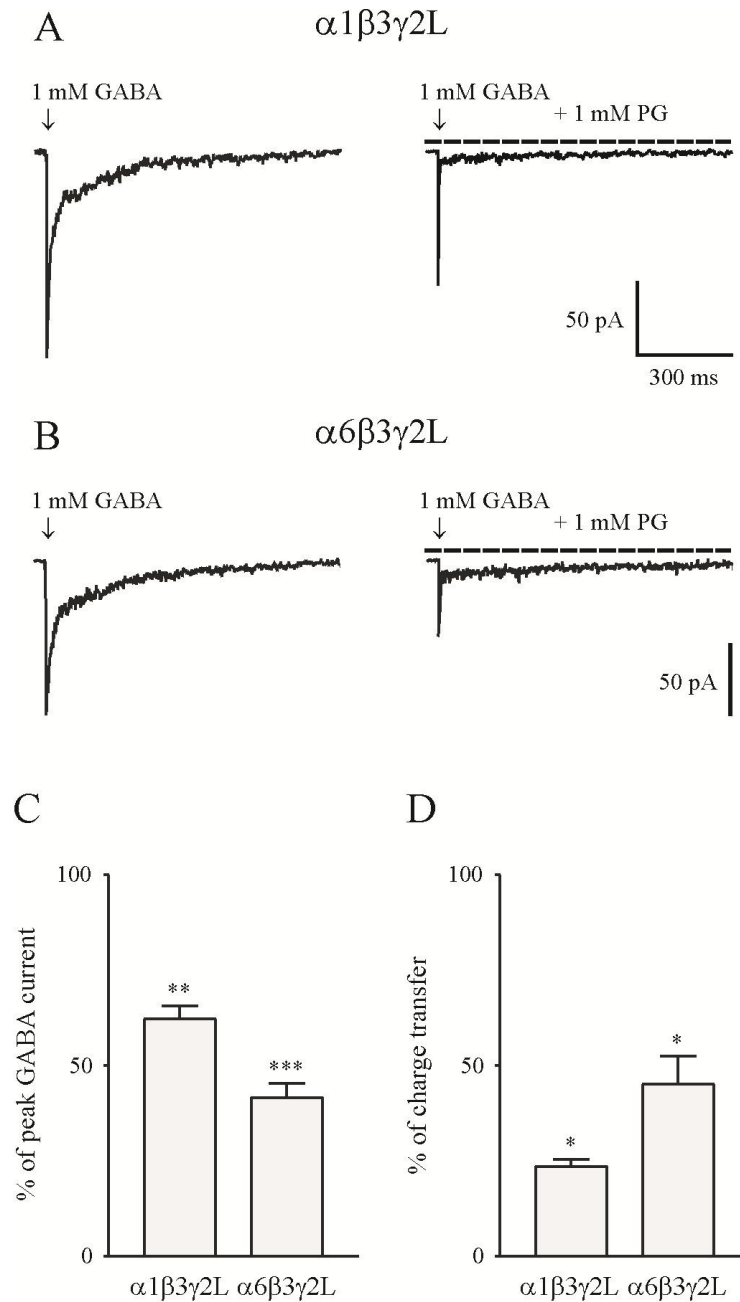 A
α1β3γ2L
1 mM GABA
↓
1 mM GABA
↓
+ 1 mM PG
50 pA
300 ms
B
α6β3γ2L
1 mM GABA
↓
1 mM GABA
↓
+ 1 mM PG
50 pA
C
% of peak GABA current
100
50
0
**
***
α1β3γ2L α6β3γ2L
D
% of charge transfer
100
50
0
*
*
α1β3γ2L α6β3γ2L